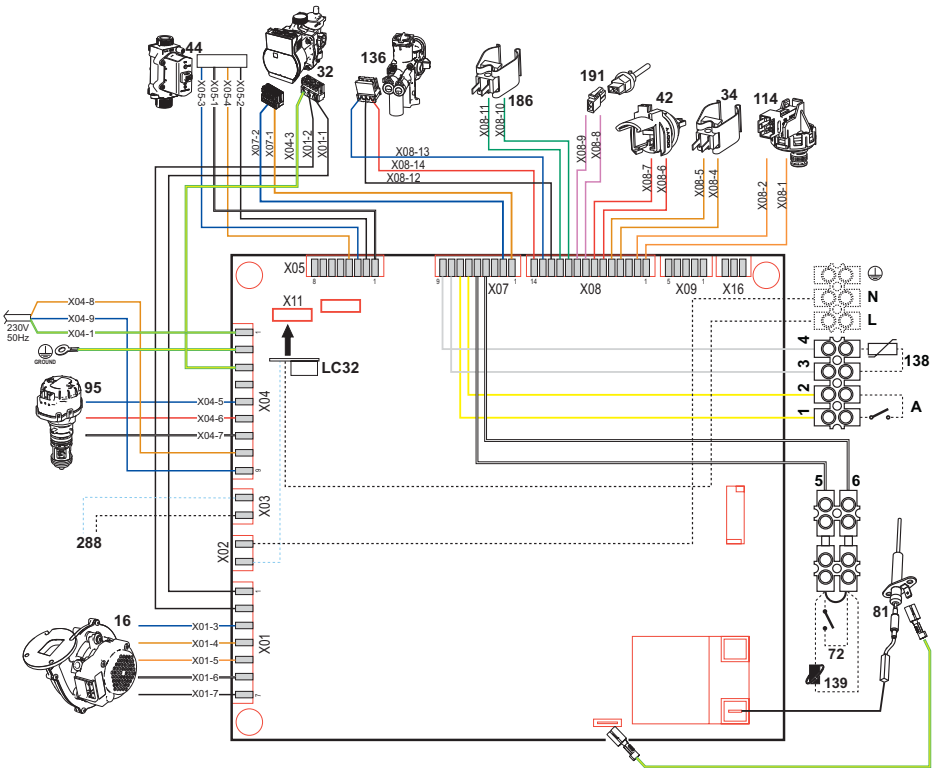 44
32
136
186
191
42
34
114
X05-3
X05-1
X05-4
X05-2
X07-2
X07-1
X04-3
X01-2
X01-1
X08-13
X08-14
X08-12
X08-11
X08-10
X08-9
X08-8
X08-7
X08-6
X08-5
X08-4
X08-2
X08-1
X05
8
1
9
X07
1
14
X08
1
5
X09
1
X16
X11
LC32
N
L
4
3
2
1
138
A
X04-8
X04-9
X04-1
230V
50Hz
GROUND
1
X04
9
95
X04-5
X04-6
X04-7
X03
288
X02
5
6
1
X01
7
16
X01-3
X01-4
X01-5
X01-6
X01-7
72
139
81